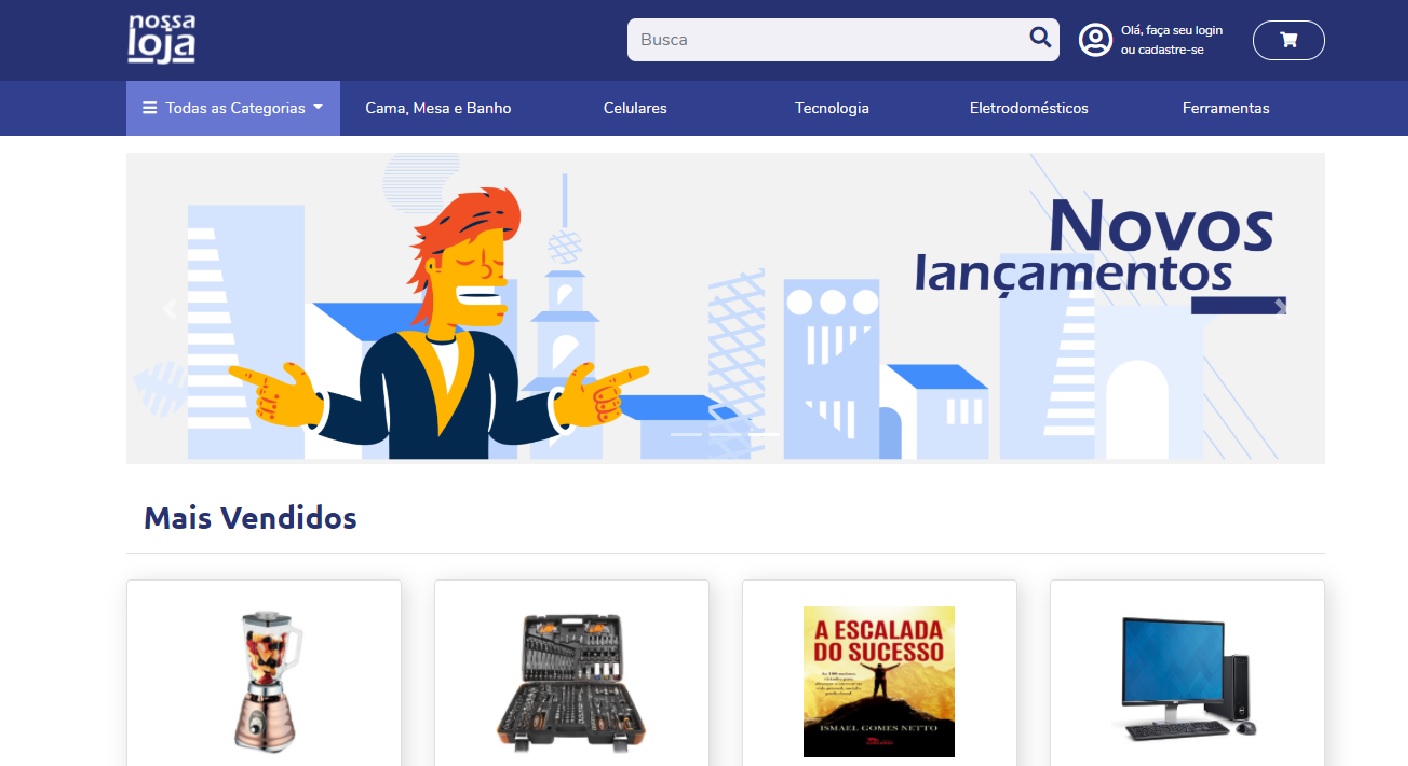 nossa
loja
Busca
Olá, faça seu login
ou cadastre-se
Todas as Categorias
Cama, Mesa e Banho
Celulares
Tecnologia
Eletrodomésticos
Ferramentas
Novos
lançamentos
Mais Vendidos
A ESCALADA
DO SUCESSO
ISMAEL GOMES NETTO